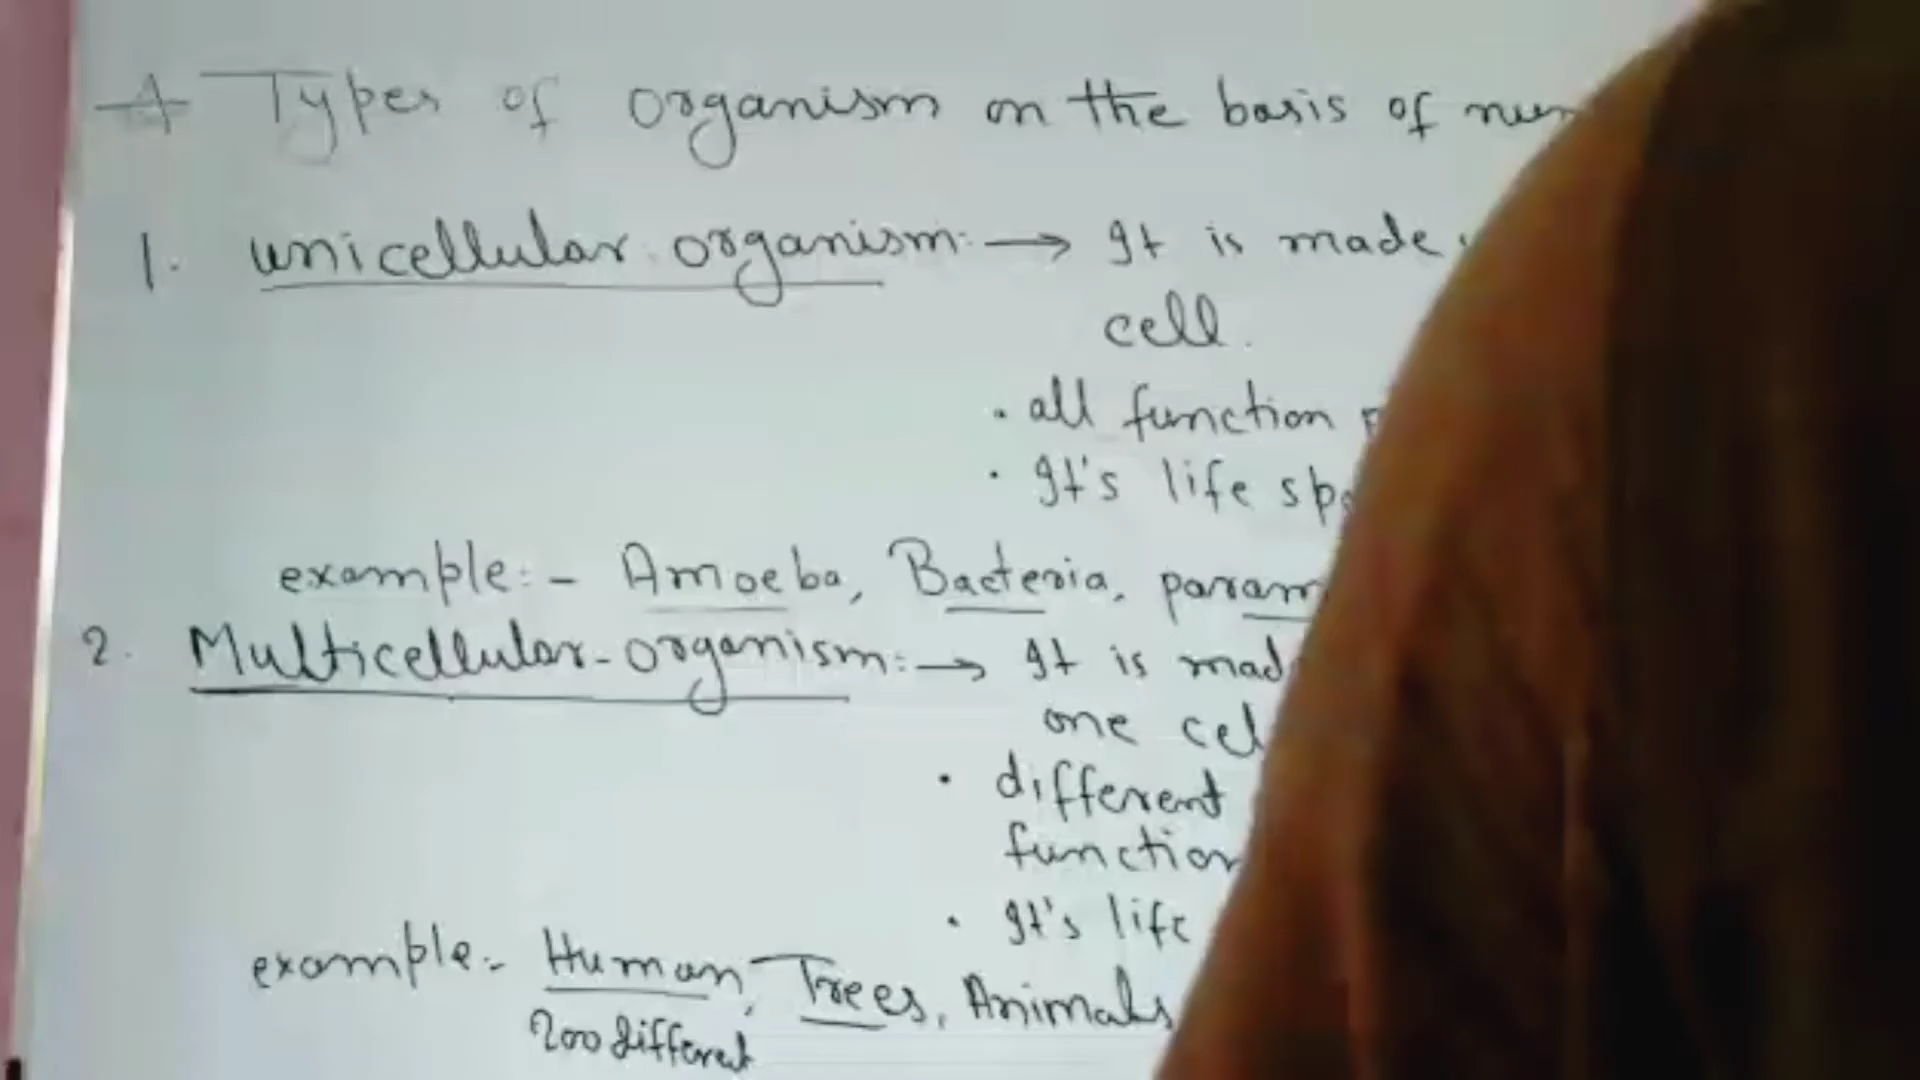 Types of organism on the basis of
1. unicellular organism:→ It is made
cell.
• all function
• It's life
example:- Amoeba, Bacteria,
2. Multicellular-organism:→ It is
one
• different
function
• It's life
example:- Human, Trees, Animals
200 different